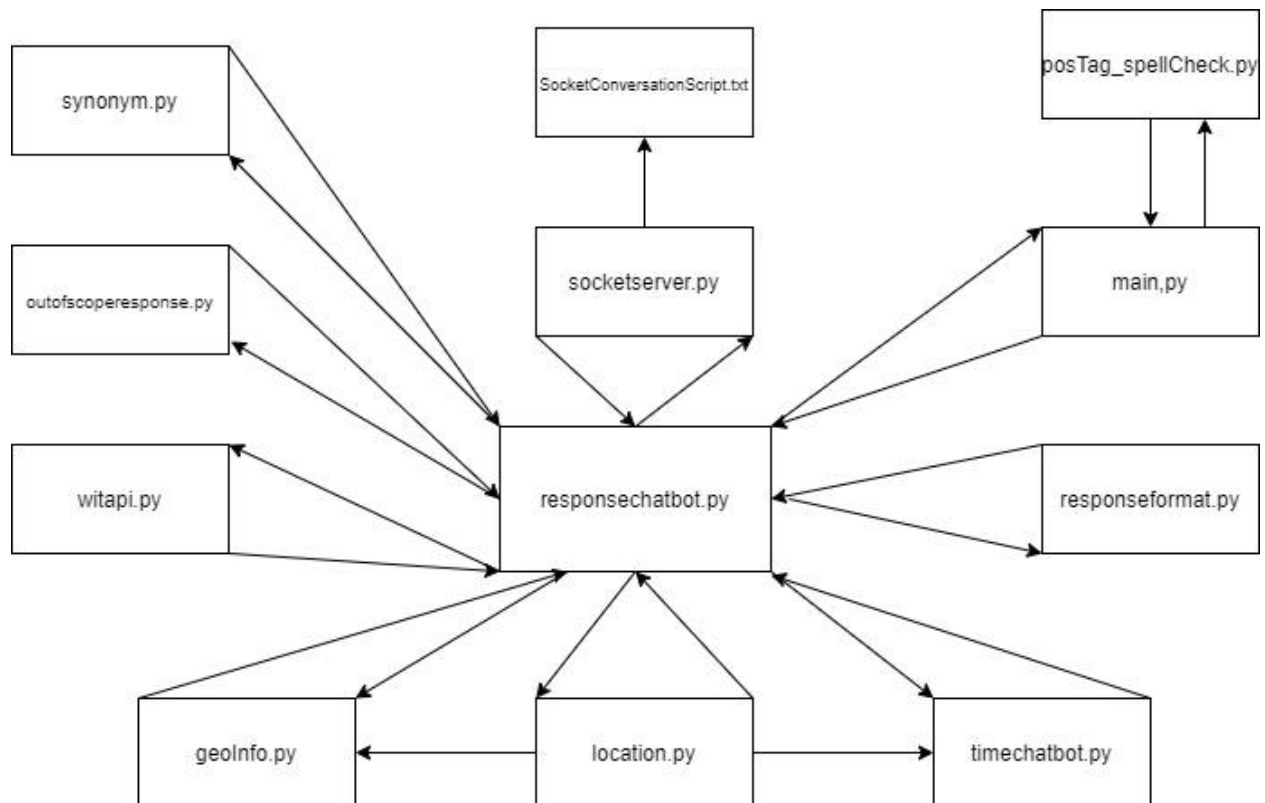 synonym.py
SocketConversationScript.txt
posTag_spellCheck.py
outofscoperesponse.py
socketserver.py
main,py
witapi.py
responsechatbot.py
responseformat.py
geoInfo.py
location.py
timechatbot.py